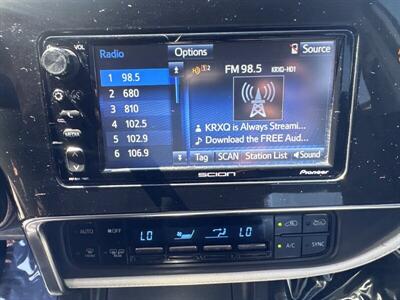 VOL
Radio
Options
Source
1 98.5
2 680
3 810
4 102.5
5 102.9
6 106.9
1 2
FM 98.5
KRXQ-HD1
KRXQ is Always Streami...
Download the FREE Aud...
Tag
SCAN
Station List
Sound
SCION
Pioneer
AUTO
OFF
LO
LO
A/C
SYNC